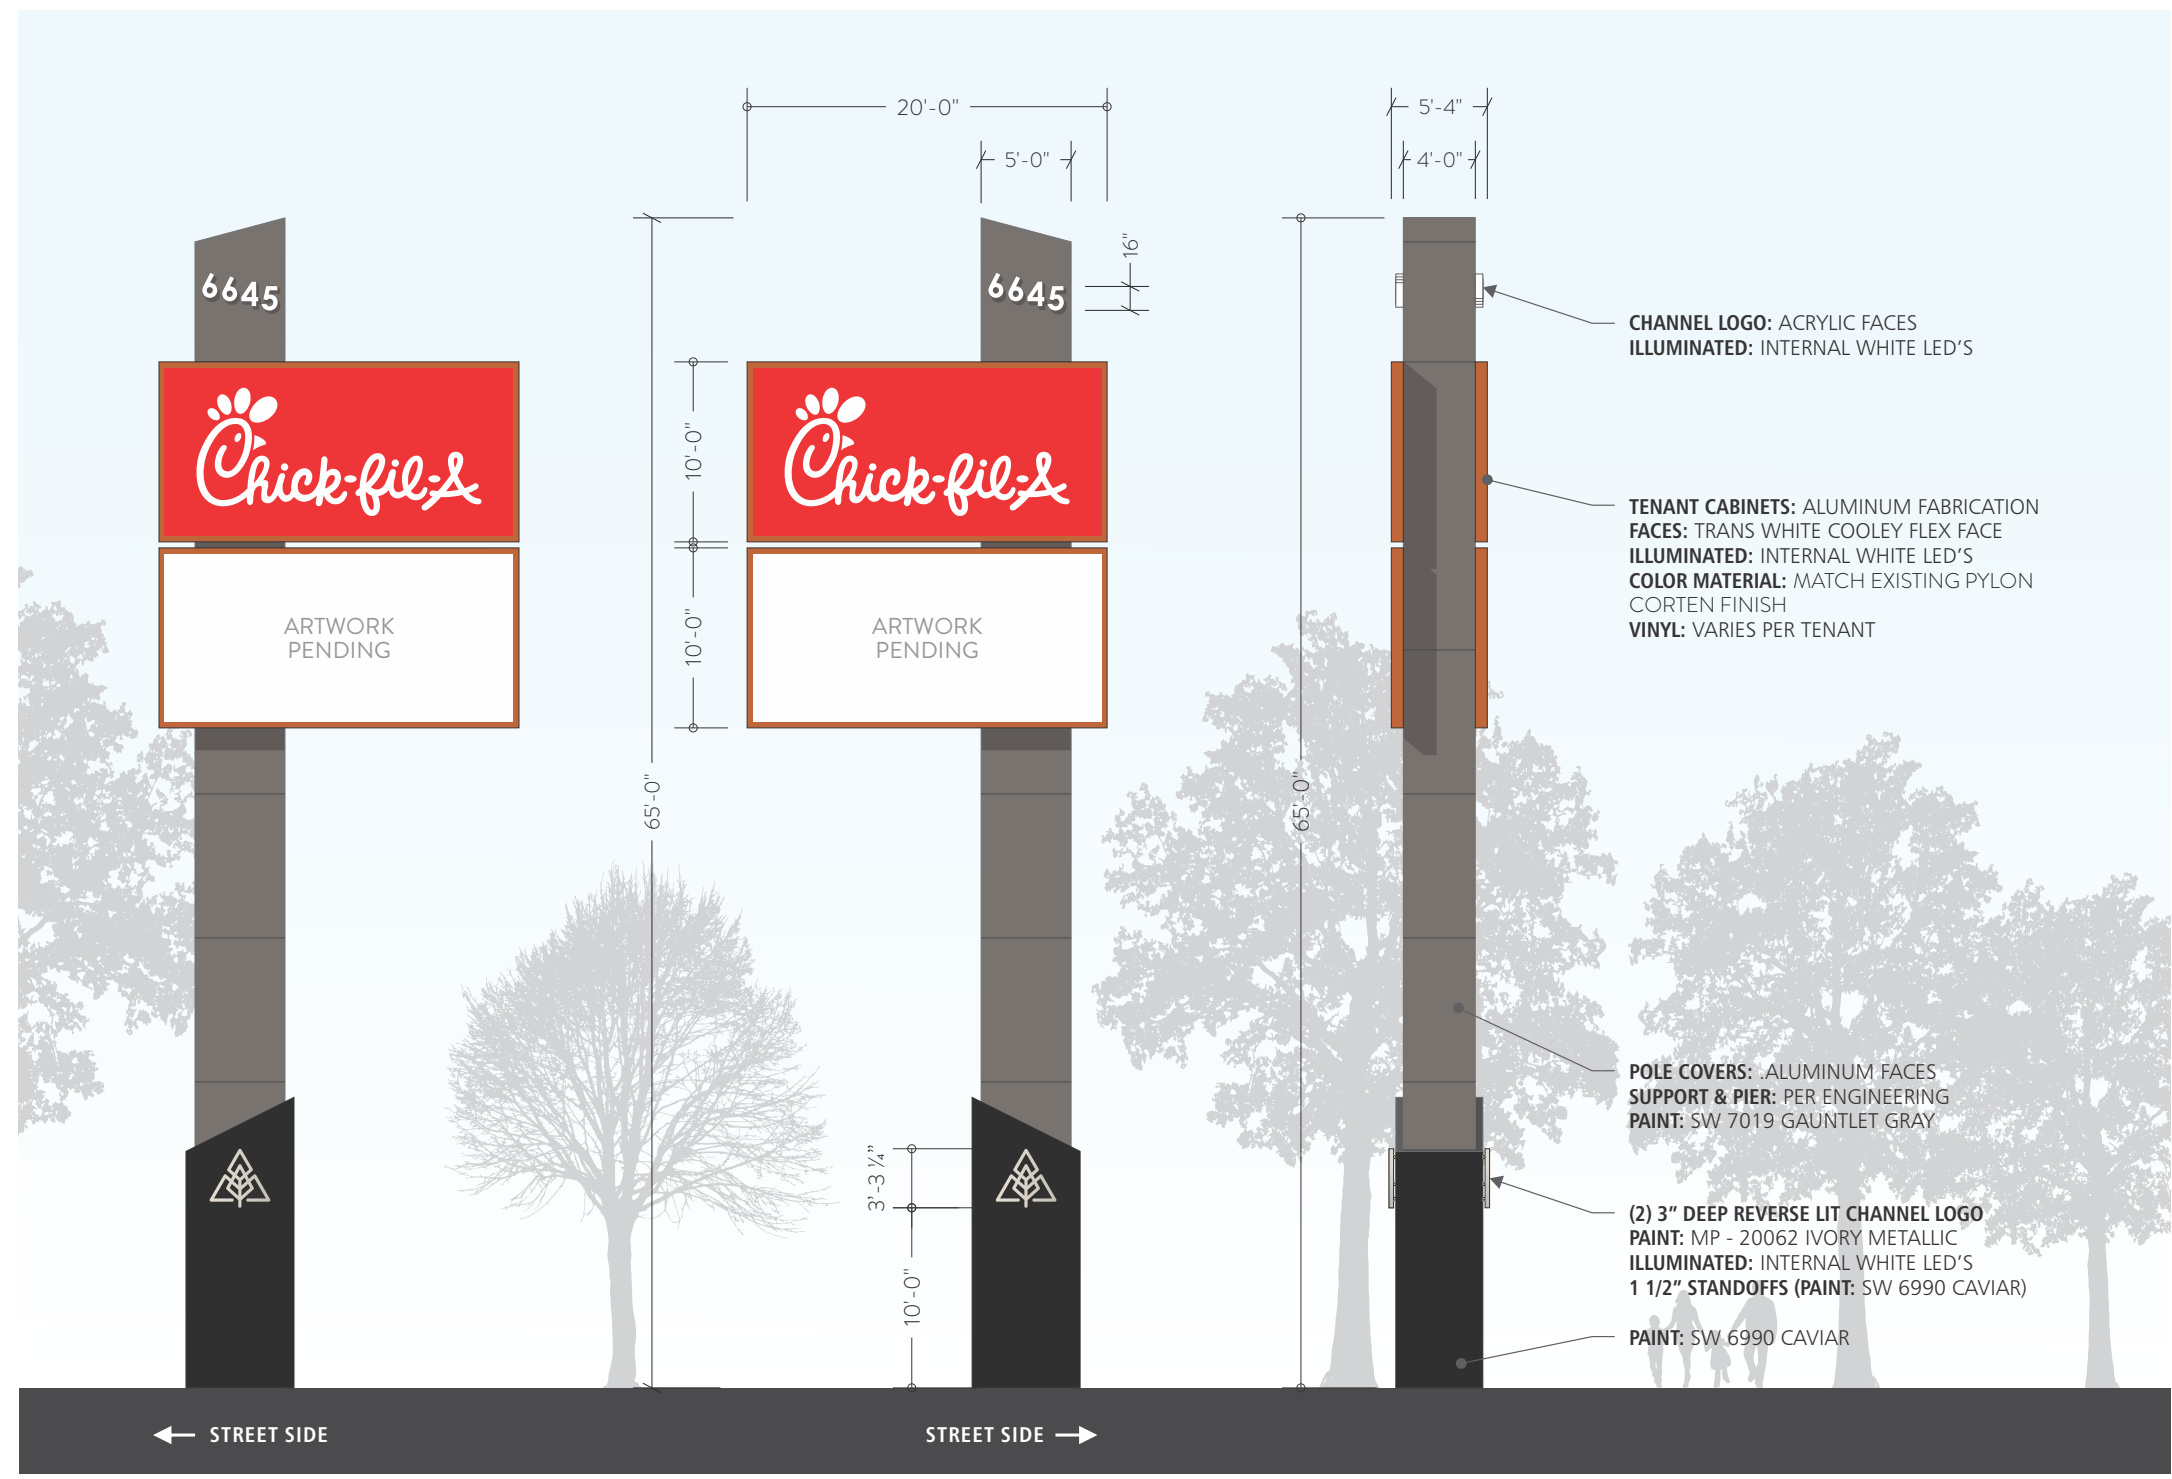 20'-0"
5'-0"
5'-4"
4'-0"
16"
6645
6645
Chick-fil-A
Chick-fil-A
10'-0"
ARTWORK
PENDING
ARTWORK
PENDING
10'-0"
65'-0"
65'-0"
3'-3 ¼"
10'-0"
CHANNEL LOGO: ACRYLIC FACES
ILLUMINATED: INTERNAL WHITE LED'S
TENANT CABINETS: ALUMINUM FABRICATION
FACES: TRANS WHITE COOLEY FLEX FACE
ILLUMINATED: INTERNAL WHITE LED'S
COLOR MATERIAL: MATCH EXISTING PYLON
CORTEN FINISH
VINYL: VARIES PER TENANT
POLE COVERS: .ALUMINUM FACES
SUPPORT & PIER: PER ENGINEERING
PAINT: SW 7019 GAUNTLET GRAY
(2) 3" DEEP REVERSE LIT CHANNEL LOGO
PAINT: MP - 20062 IVORY METALLIC
ILLUMINATED: INTERNAL WHITE LED'S
1 1/2" STANDOFFS (PAINT: SW 6990 CAVIAR)
PAINT: SW 6990 CAVIAR
STREET SIDE
STREET SIDE